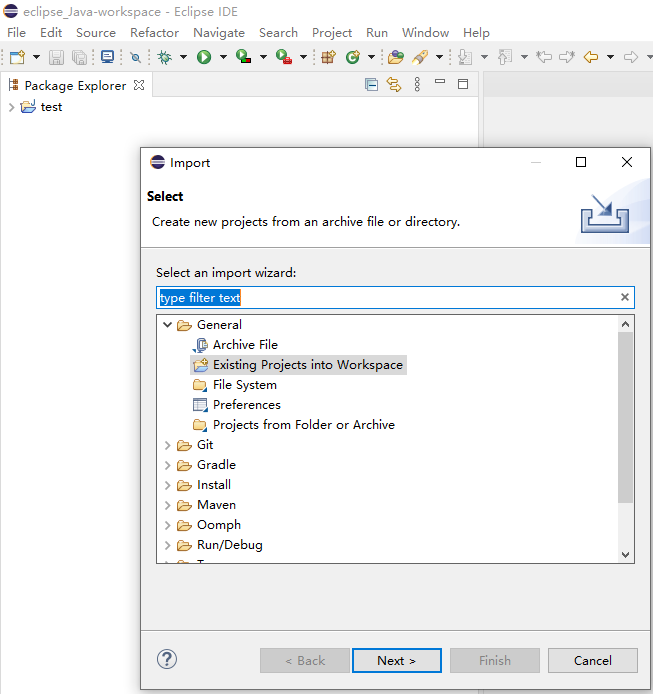 eclipse_Java-workspace - Eclipse IDE
File Edit Source Refactor Navigate Search Project Run Window Help
Package Explorer
test
Import
Select
Create new projects from an archive file or directory.
Select an import wizard:
type filter text
General
Archive File
Existing Projects into Workspace
File System
Preferences
Projects from Folder or Archive
Git
Gradle
Install
Maven
Oomph
Run/Debug
< Back Next > Finish Cancel